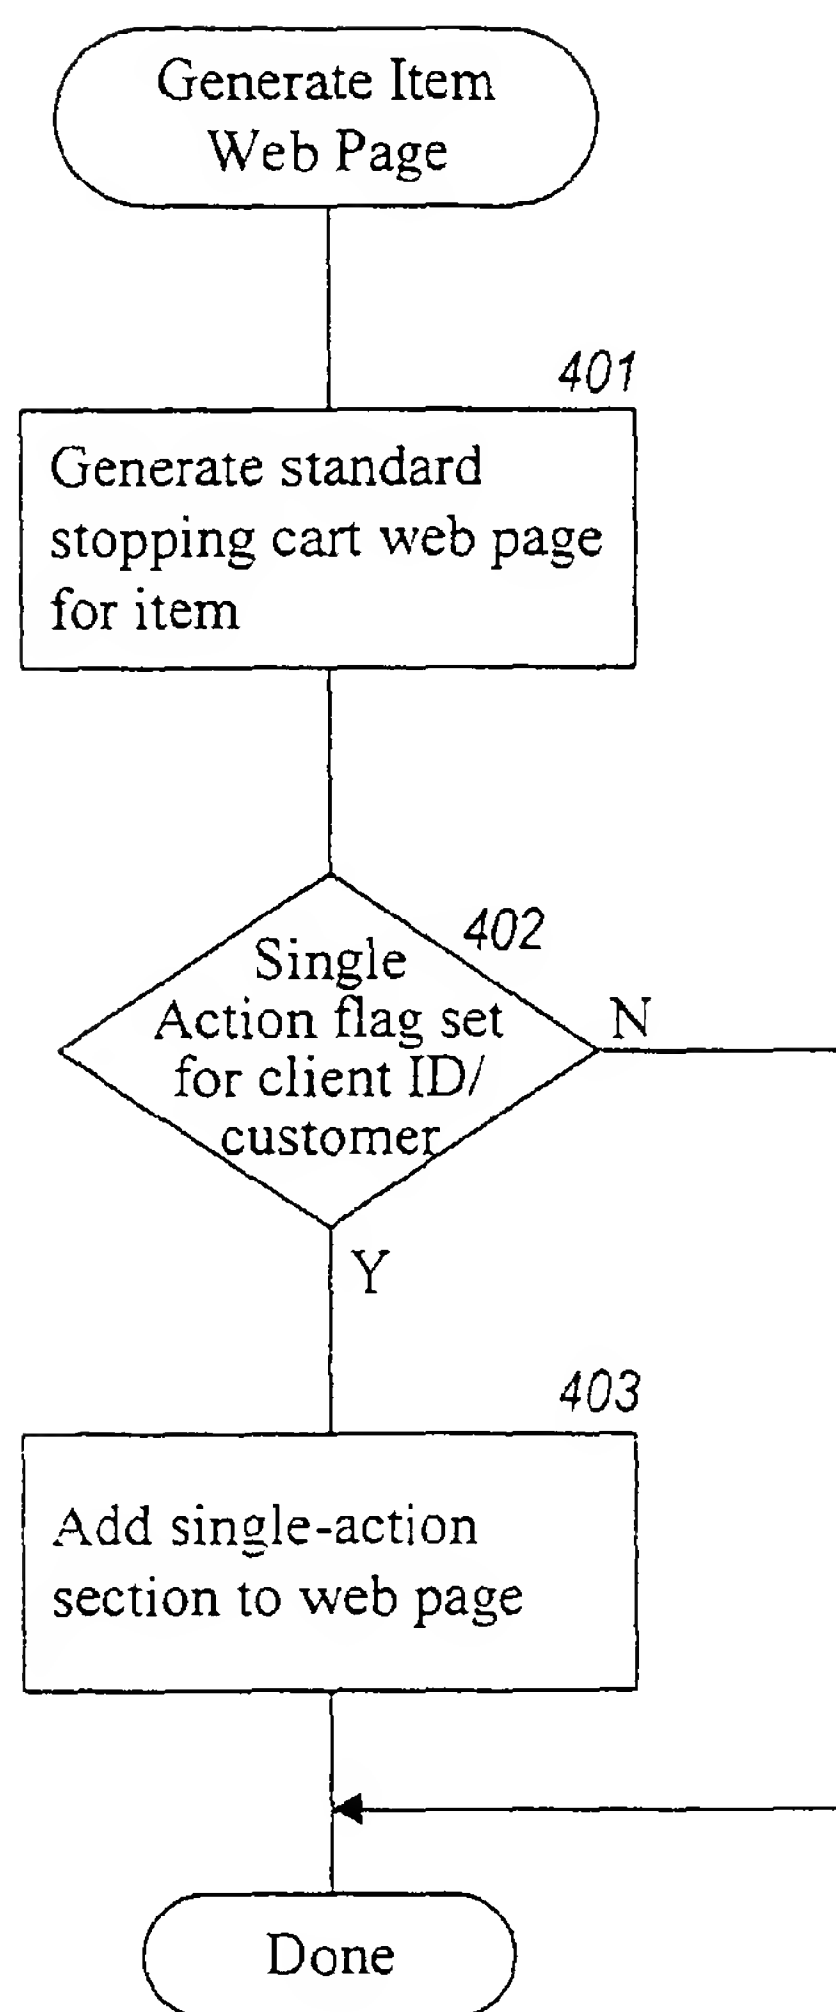 Generate Item
Web Page
401
Generate standard
stopping cart web page
for item
402
Single
Action flag set
for client ID/
customer
N
Y
403
Add single-action
section to web page
Done